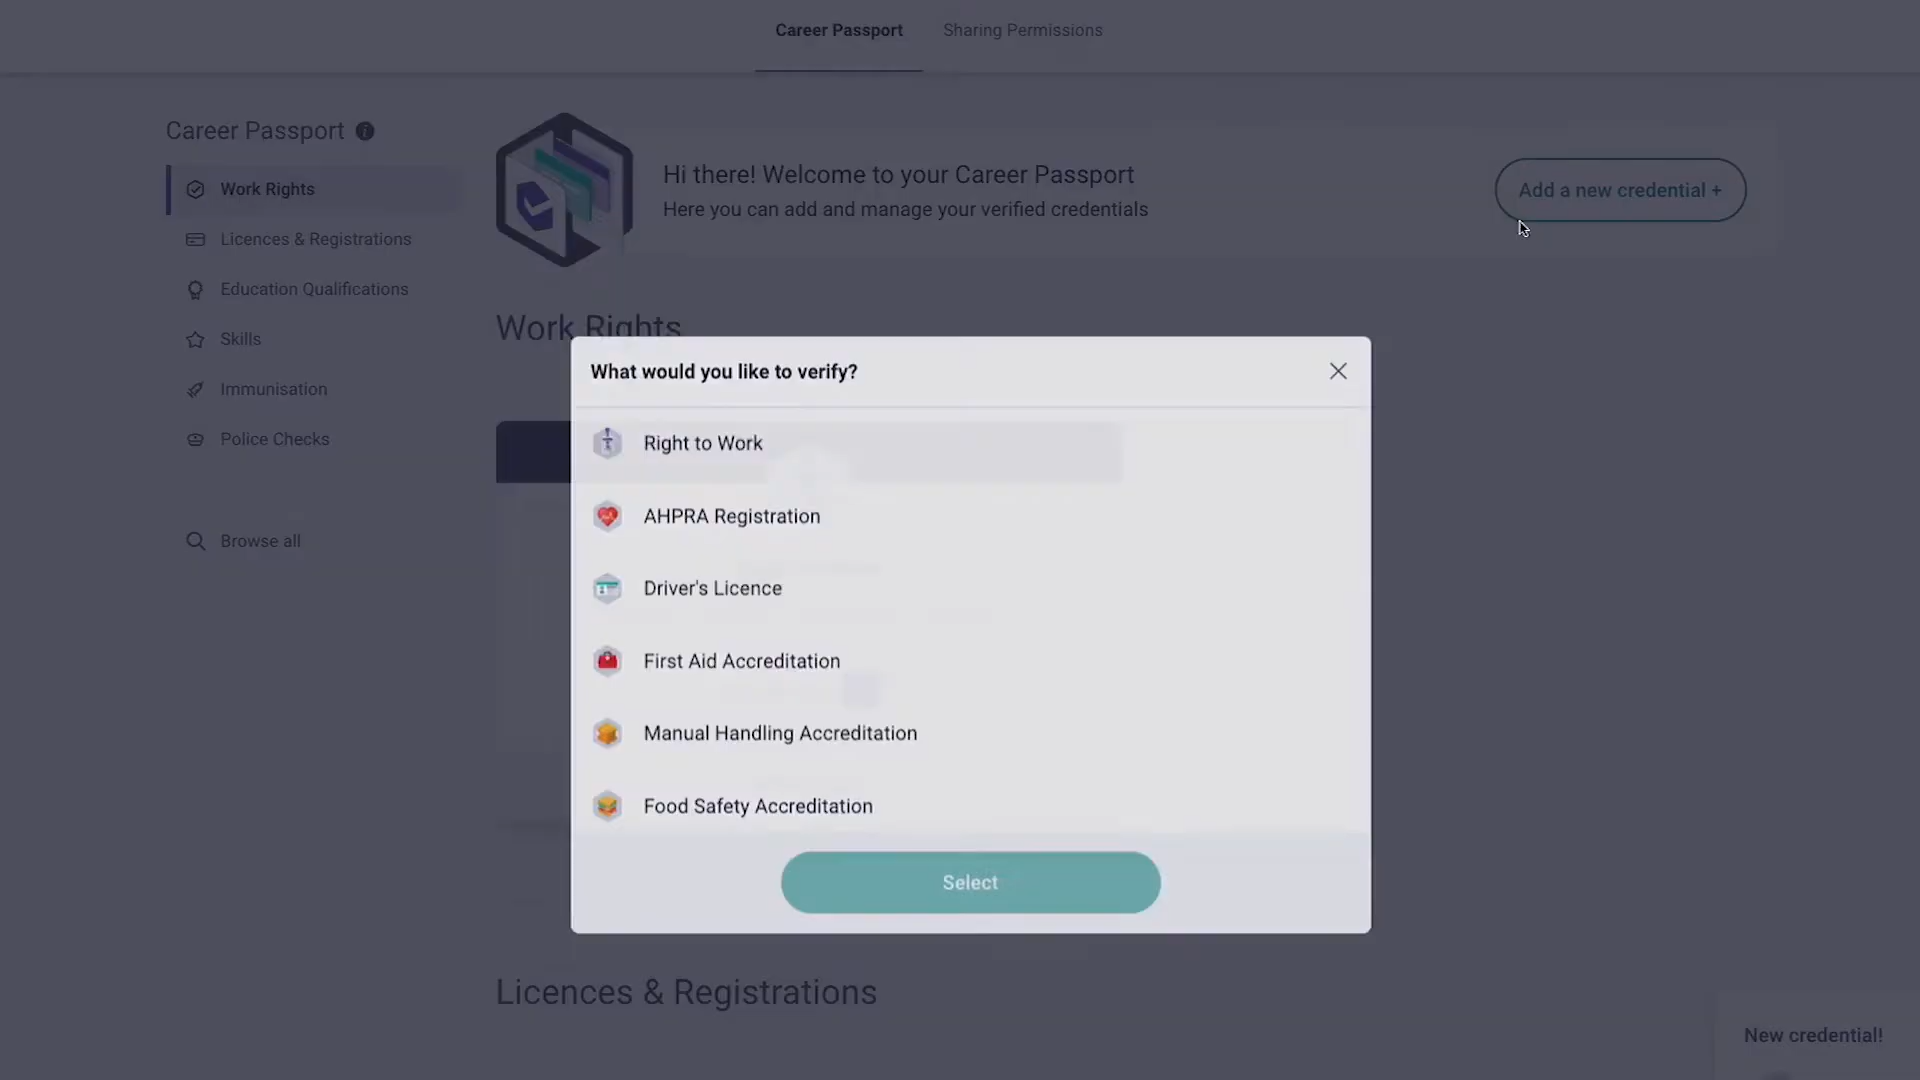 Career Passport
Sharing Permissions
Career Passport
Work Rights
Licences & Registrations
Education Qualifications
Skills
Immunisation
Police Checks
Browse all
Hi there! Welcome to your Career Passport
Here you can add and manage your verified credentials
Add a new credential +
Work Rights
What would you like to verify?
Right to Work
AHPRA Registration
Driver's Licence
First Aid Accreditation
Manual Handling Accreditation
Food Safety Accreditation
Select
Licences & Registrations
New credential!